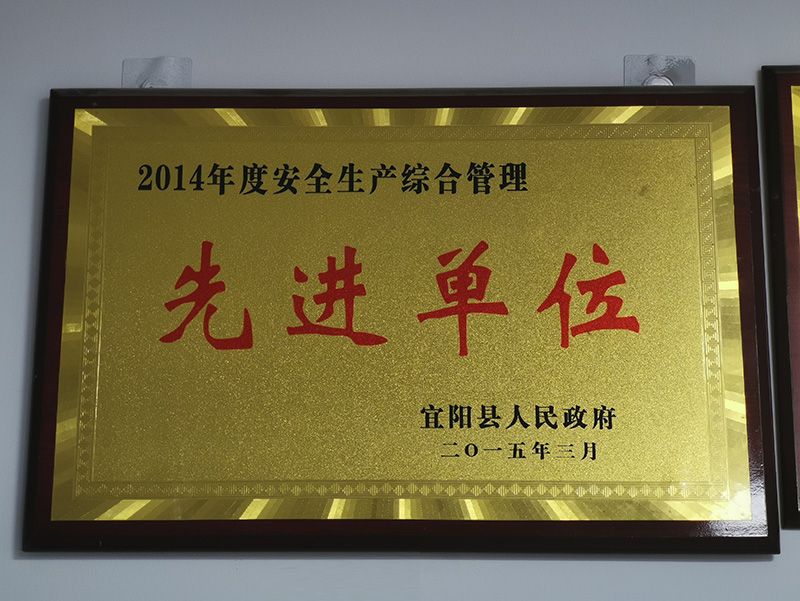 2014年度安全生产综合管理
先进单位
宜阳县人民政府
二O一五年三月